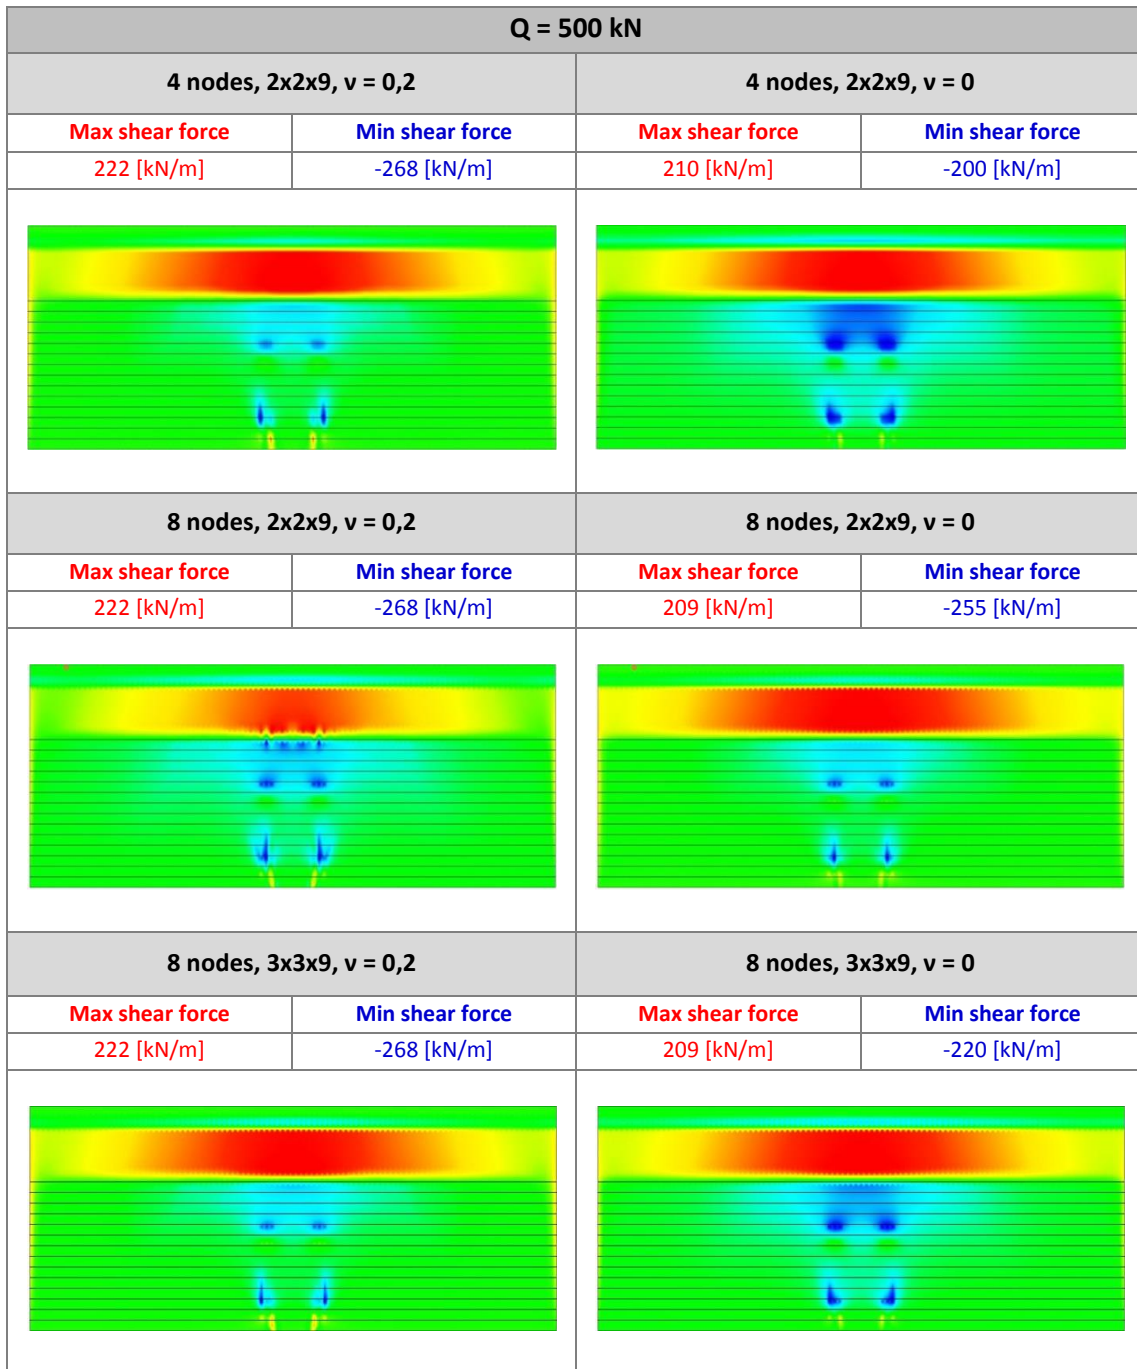 Q = 500 kN
4 nodes, 2x2x9, ν = 0,2 4 nodes, 2x2x9, ν = 0
Max shear force Min shear force Max shear force Min shear force
222 [kN/m] -268 [kN/m] 210 [kN/m] -200 [kN/m]
8 nodes, 2x2x9, ν = 0,2 8 nodes, 2x2x9, ν = 0
Max shear force Min shear force Max shear force Min shear force
222 [kN/m] -268 [kN/m] 209 [kN/m] -255 [kN/m]
8 nodes, 3x3x9, ν = 0,2 8 nodes, 3x3x9, ν = 0
Max shear force Min shear force Max shear force Min shear force
222 [kN/m] -268 [kN/m] 209 [kN/m] -220 [kN/m]